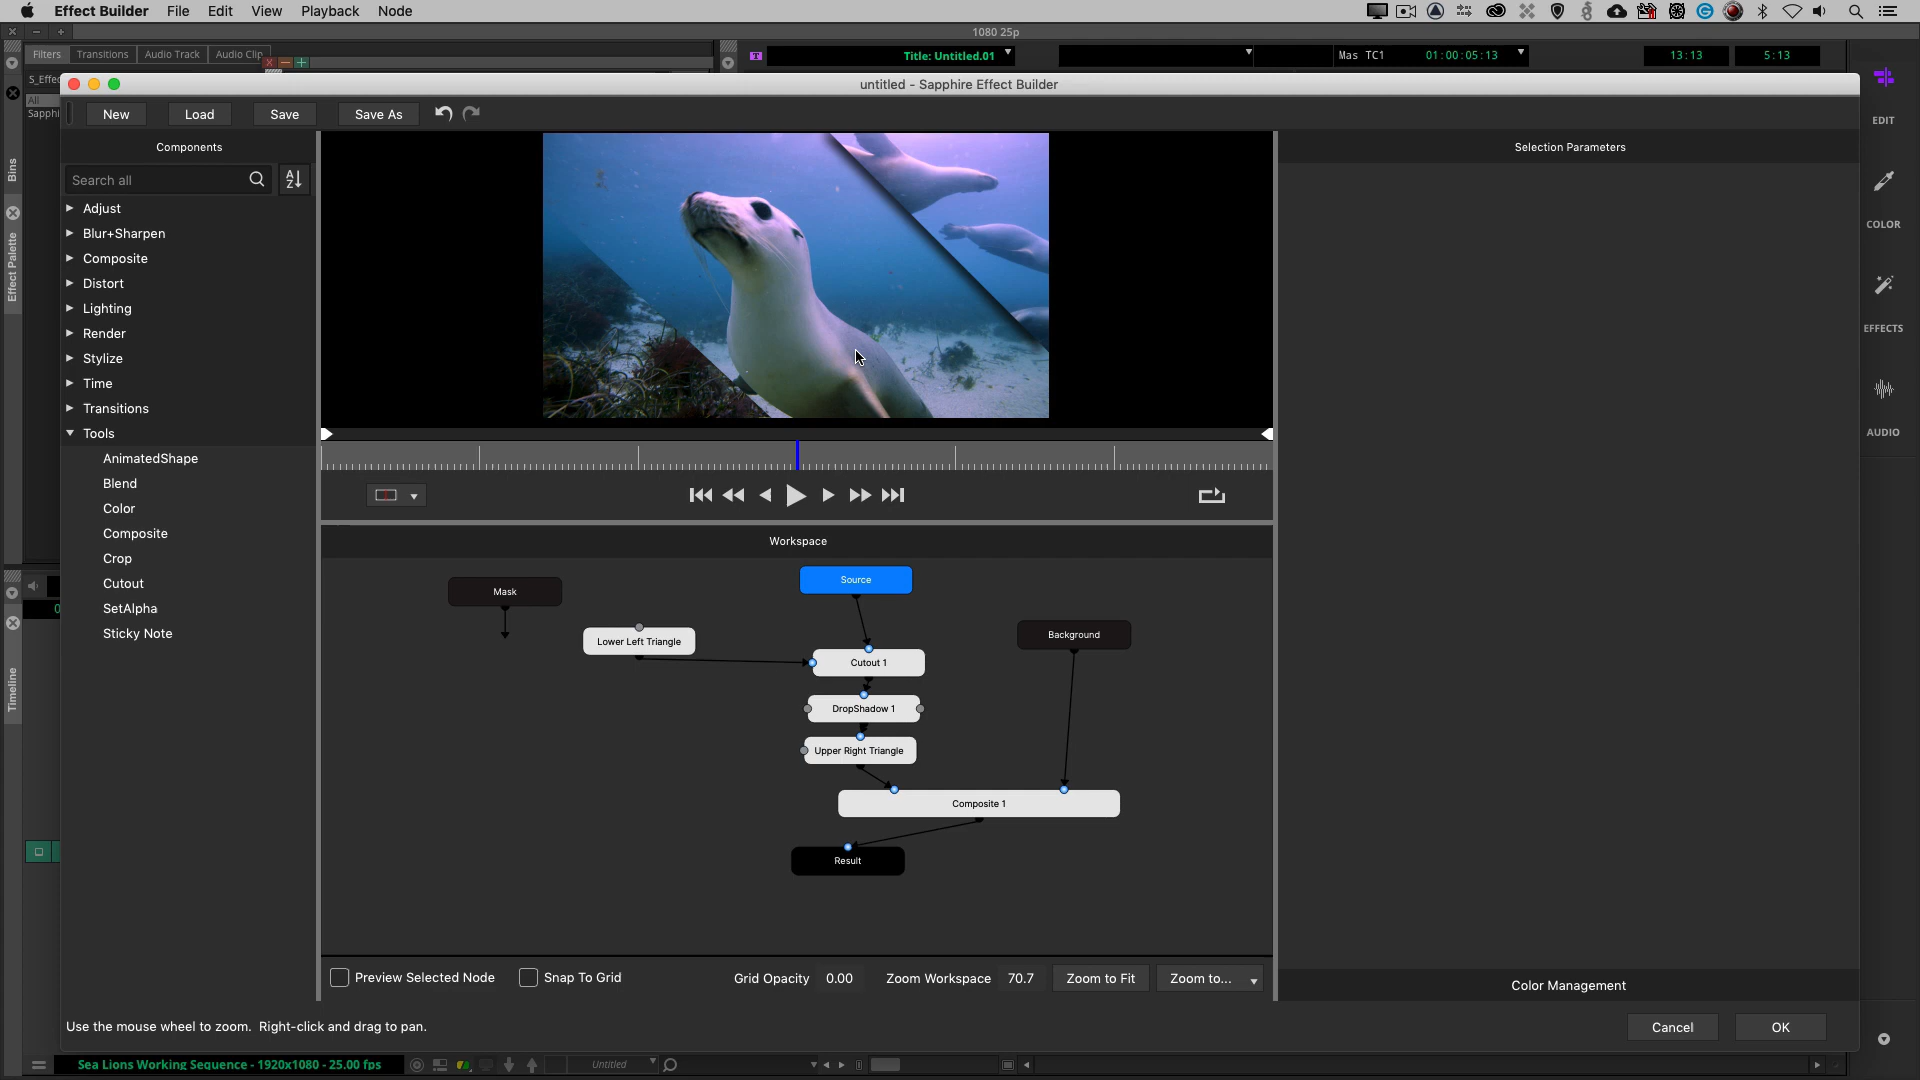 Effect Builder File Edit View Playback Node
1080 25p
Filters Transitions Audio Track Audio Clip
Title: Untitled.01
Mas TC1 01:00:05:13
13:13 5:13
S_Effec
All
Sapphi
untitled - Sapphire Effect Builder
New Load Save Save As
Components
Selection Parameters
Search all
A
Z
Adjust
Blur+Sharpen
Composite
Distort
Lighting
Render
Stylize
Time
Transitions
Tools
AnimatedShape
Blend
Color
Composite
Crop
Cutout
SetAlpha
Sticky Note
Bins
Effect Palette
Timeline
EDIT
COLOR
EFFECTS
AUDIO
Workspace
Mask
Source
Lower Left Triangle
Background
Cutout 1
DropShadow 1
Upper Right Triangle
Composite 1
Result
Preview Selected Node Snap To Grid Grid Opacity 0.00 Zoom Workspace 70.7 Zoom to Fit Zoom to...
Color Management
Use the mouse wheel to zoom. Right-click and drag to pan.
Cancel OK
Sea Lions Working Sequence - 1920x1080 - 25.00 fps
Untitled